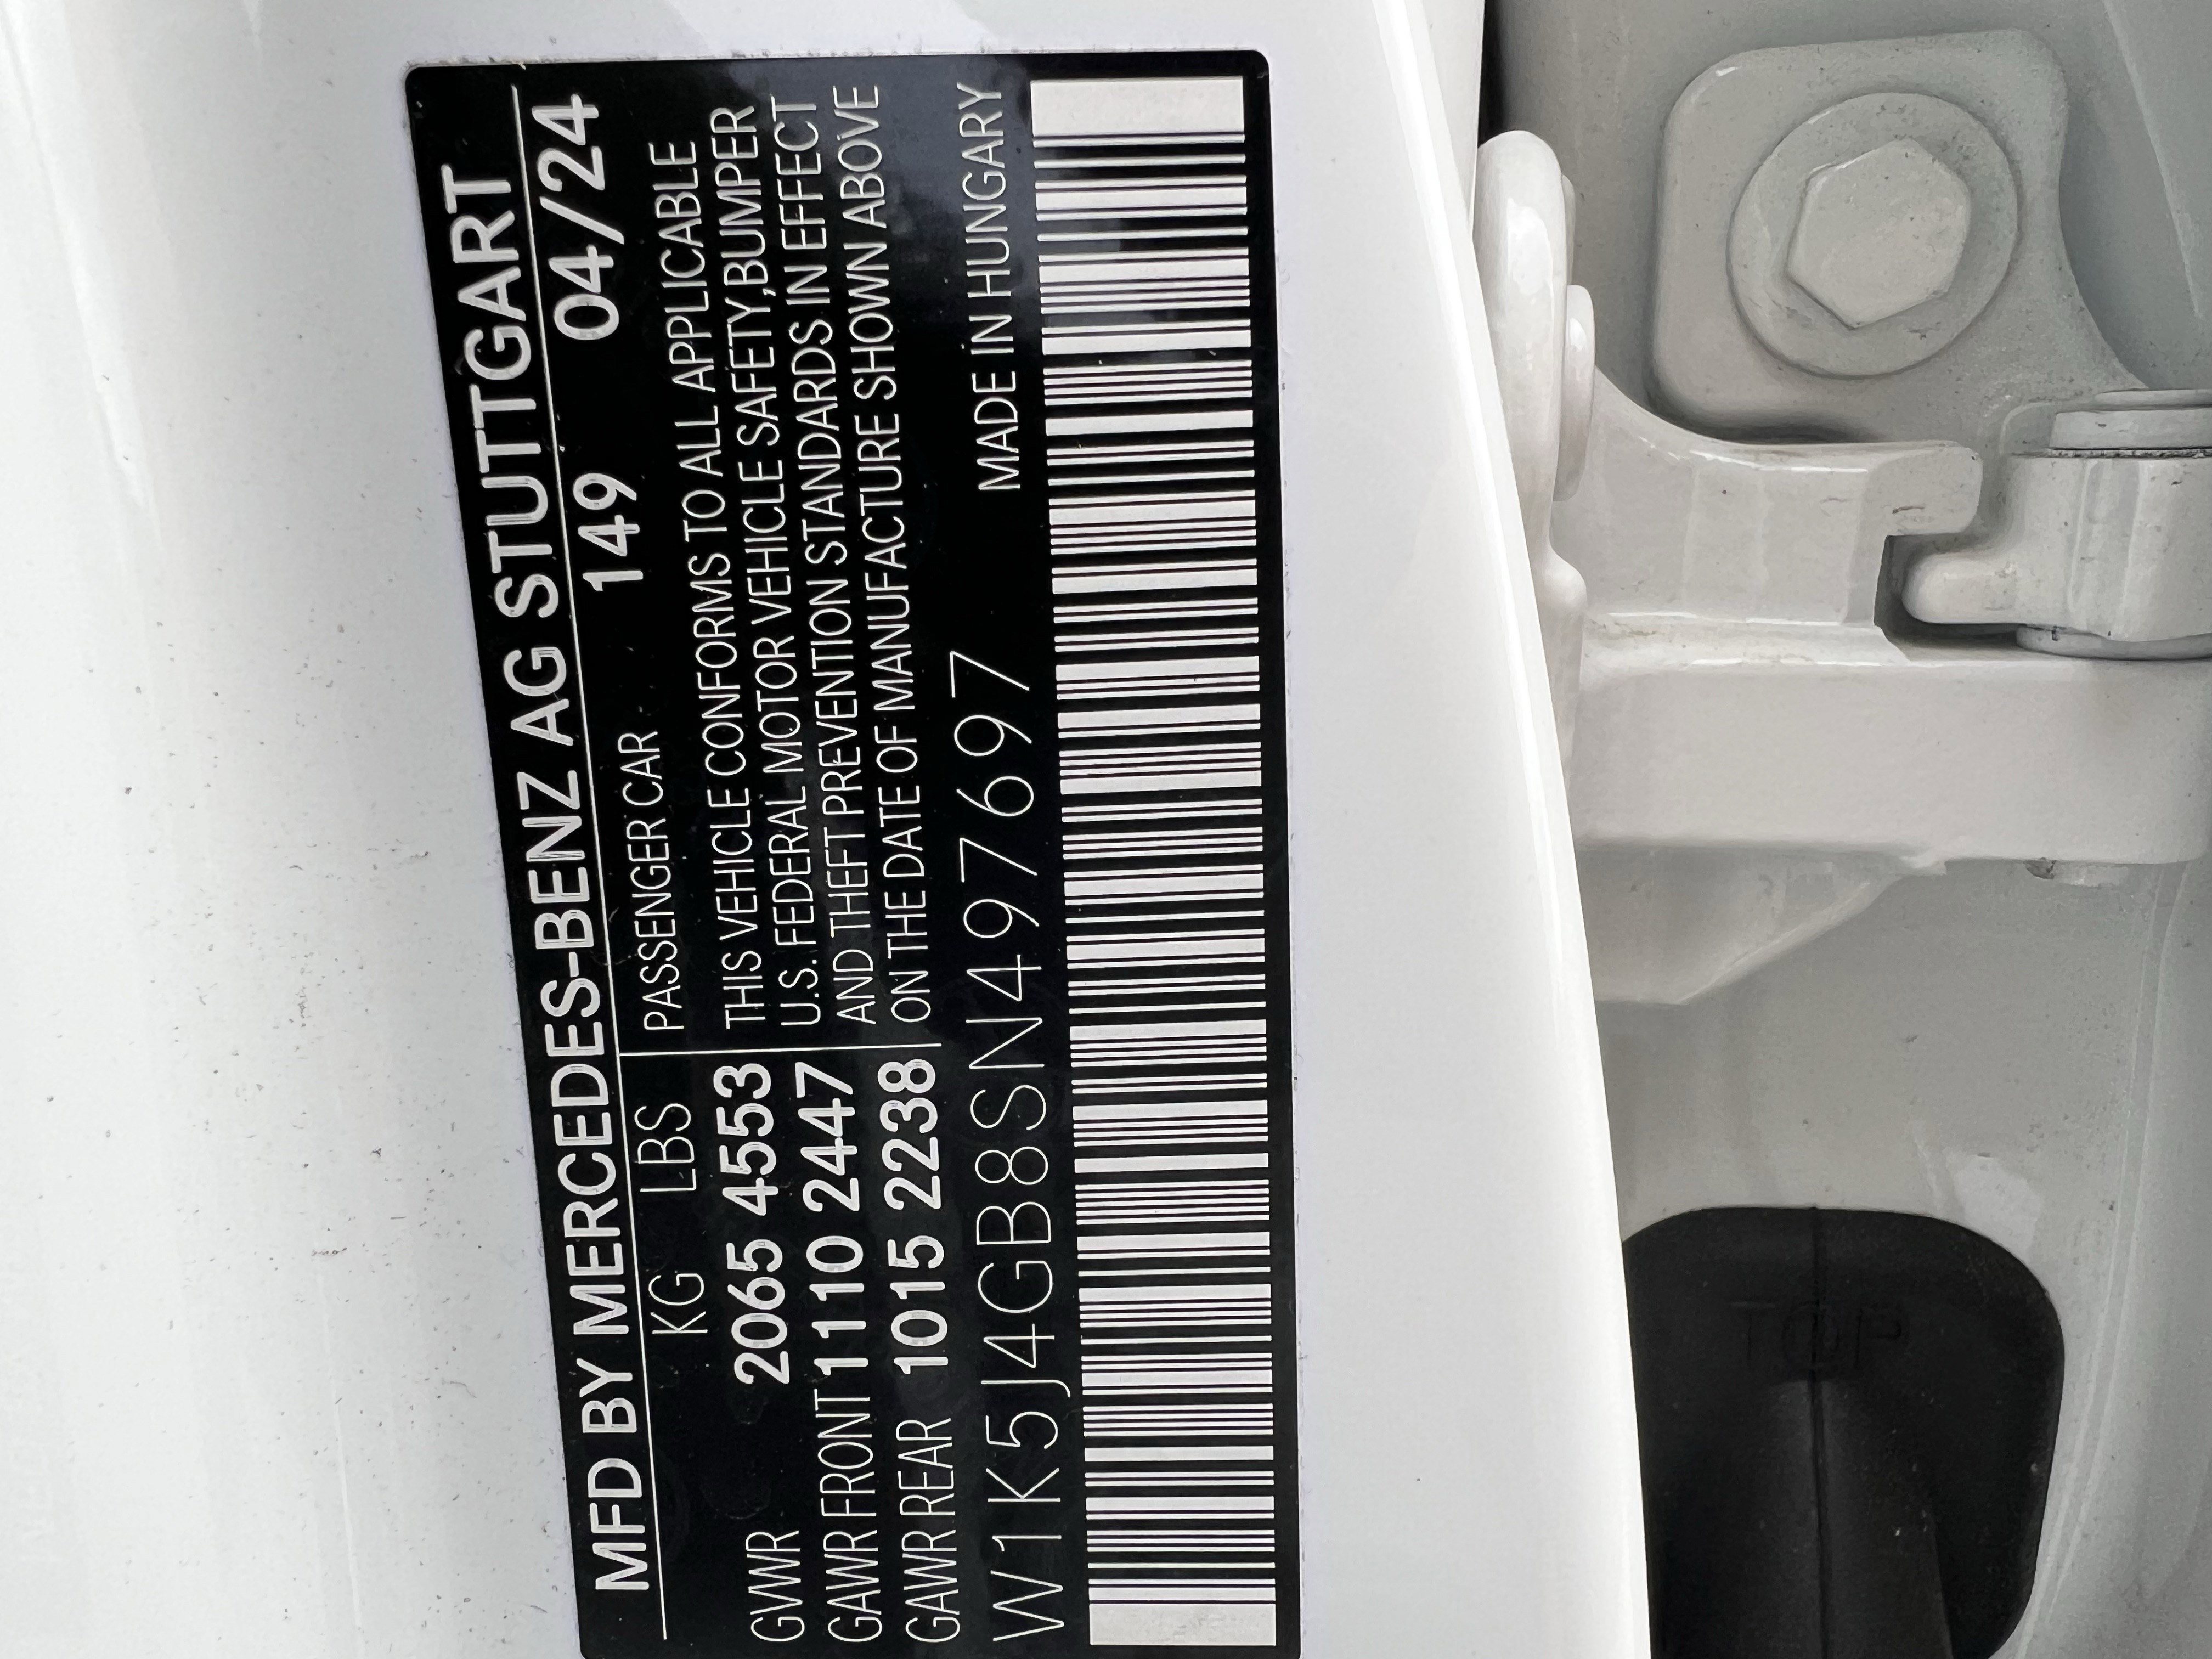 MFD BY MERCEDES-BENZ AG STUTTGART
149 04/24
KG LBS PASSENGER CAR
GVWR 2065 4553 THIS VEHICLE CONFORMS TO ALL APPLICABLE
U.S. FEDERAL MOTOR VEHICLE SAFETY,BUMPER
GAWR FRONT 1110 2447 AND THEFT PREVENTION STANDARDS IN EFFECT
GAWR REAR 1015 2238 ON THE DATE OF MANUFACTURE SHOWN ABOVE
W1K5J4GB8SN497697 MADE IN HUNGARY
TOP